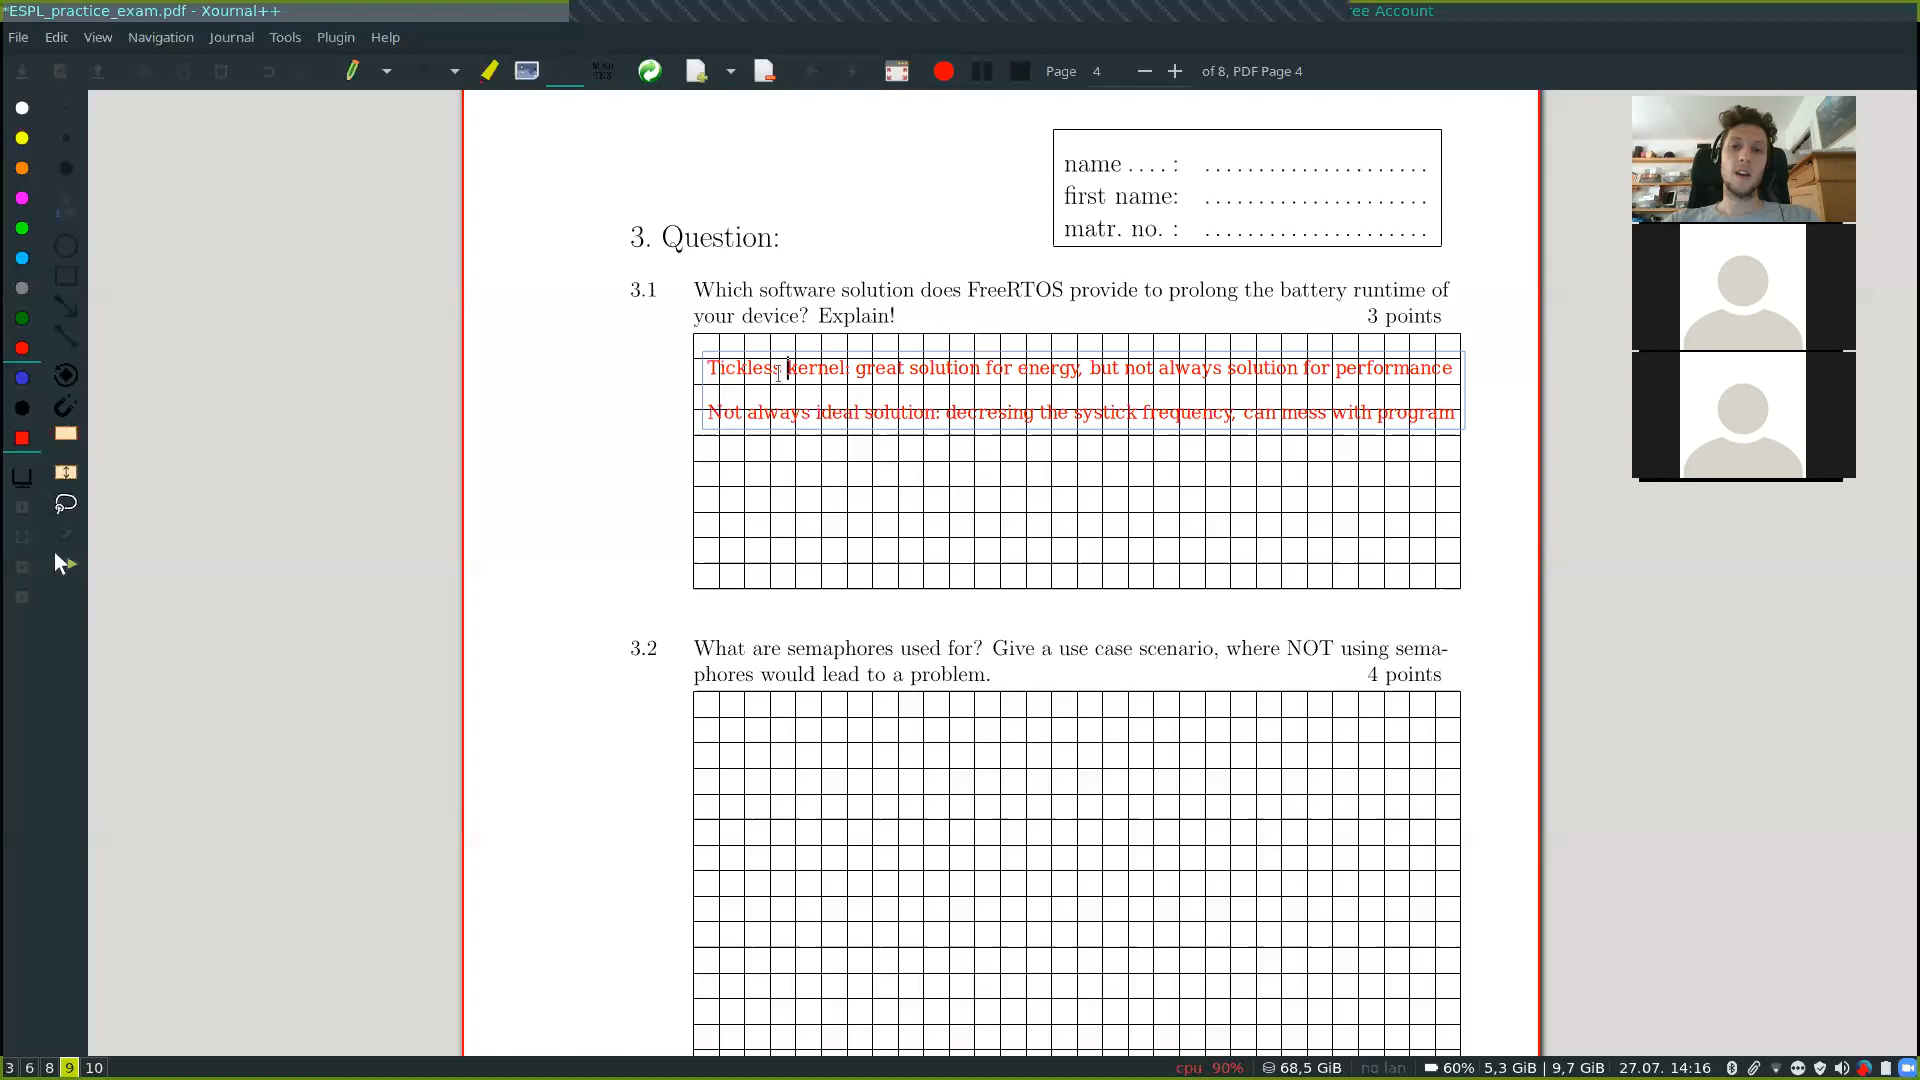 *ESPL_practice_exam.pdf - Xournal++
ree Account
File Edit View Navigation Journal Tools Plugin Help
Page 4 of 8, PDF Page 4
name . . . . : . . . . . . . . . . . . . . . . . . . . .
first name: . . . . . . . . . . . . . . . . . . . . .
matr. no. : . . . . . . . . . . . . . . . . . . . . .
3. Question:
3.1 Which software solution does FreeRTOS provide to prolong the battery runtime of
your device? Explain! 3 points
Tickless kernel: great solution for energy, but not always solution for performance
Not always ideal solution: decresing the systick frequency, can mess with program
3.2 What are semaphores used for? Give a use case scenario, where NOT using sema-
phores would lead to a problem. 4 points
3 6 8 9 10 cpu 90% 68,5 GiB no lan 60% 5,3 GiB | 9,7 GiB 27.07. 14:16